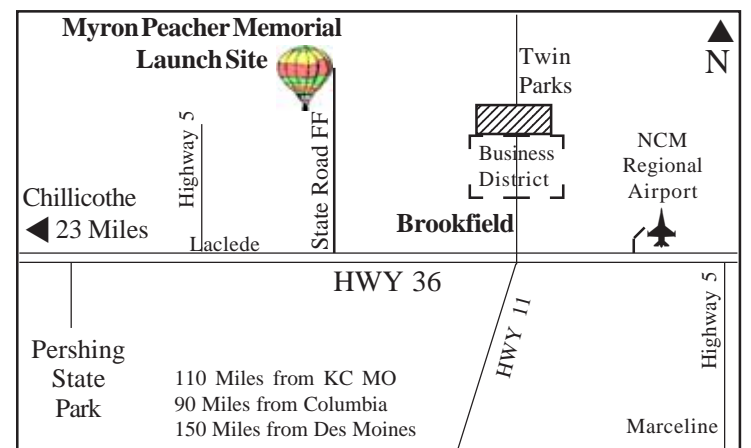 Myron Peacher Memorial
Launch Site
N
Twin
Parks
Highway 5
State Road FF
Business
District
NCM
Regional
Airport
Chillicothe
23 Miles
Brookfield
Laclede
HWY 36
HWY 11
Highway 5
Pershing
State
Park
110 Miles from KC MO
90 Miles from Columbia
150 Miles from Des Moines
Marceline